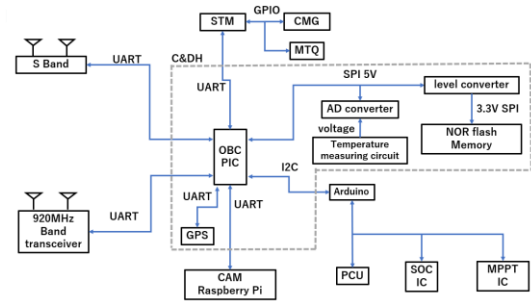 GPIO
STM
CMG
MTQ
C&DH
S Band
UART
UART
SPI 5V
level converter
AD converter
3.3V SPI
voltage
NOR flash
Memory
Temperature
measuring circuit
OBC
PIC
I2C
UART
UART
Arduino
920MHz
Band
transceiver
UART
GPS
CAM
Raspberry Pi
PCU
SOC
IC
MPPT
IC